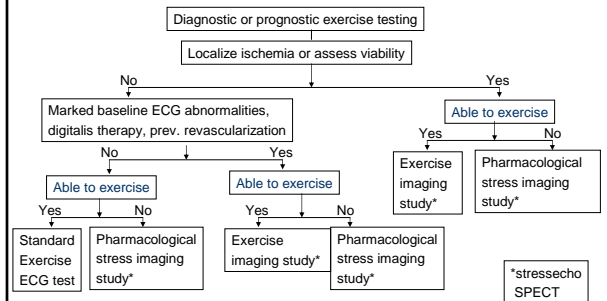 Diagnostic or prognostic exercise testing
Localize ischemia or assess viability
No
Yes
Marked baseline ECG abnormalities,
digitalis therapy, prev. revascularization
Able to exercise
Yes
No
Exercise
imaging
study*
Pharmacological
stress imaging
study*
No
Yes
Able to exercise
Able to exercise
Yes
No
Yes
No
Standard
Exercise
ECG test
Pharmacological
stress imaging
study*
Exercise
imaging study*
Pharmacological
stress imaging
study*
*stressecho
SPECT